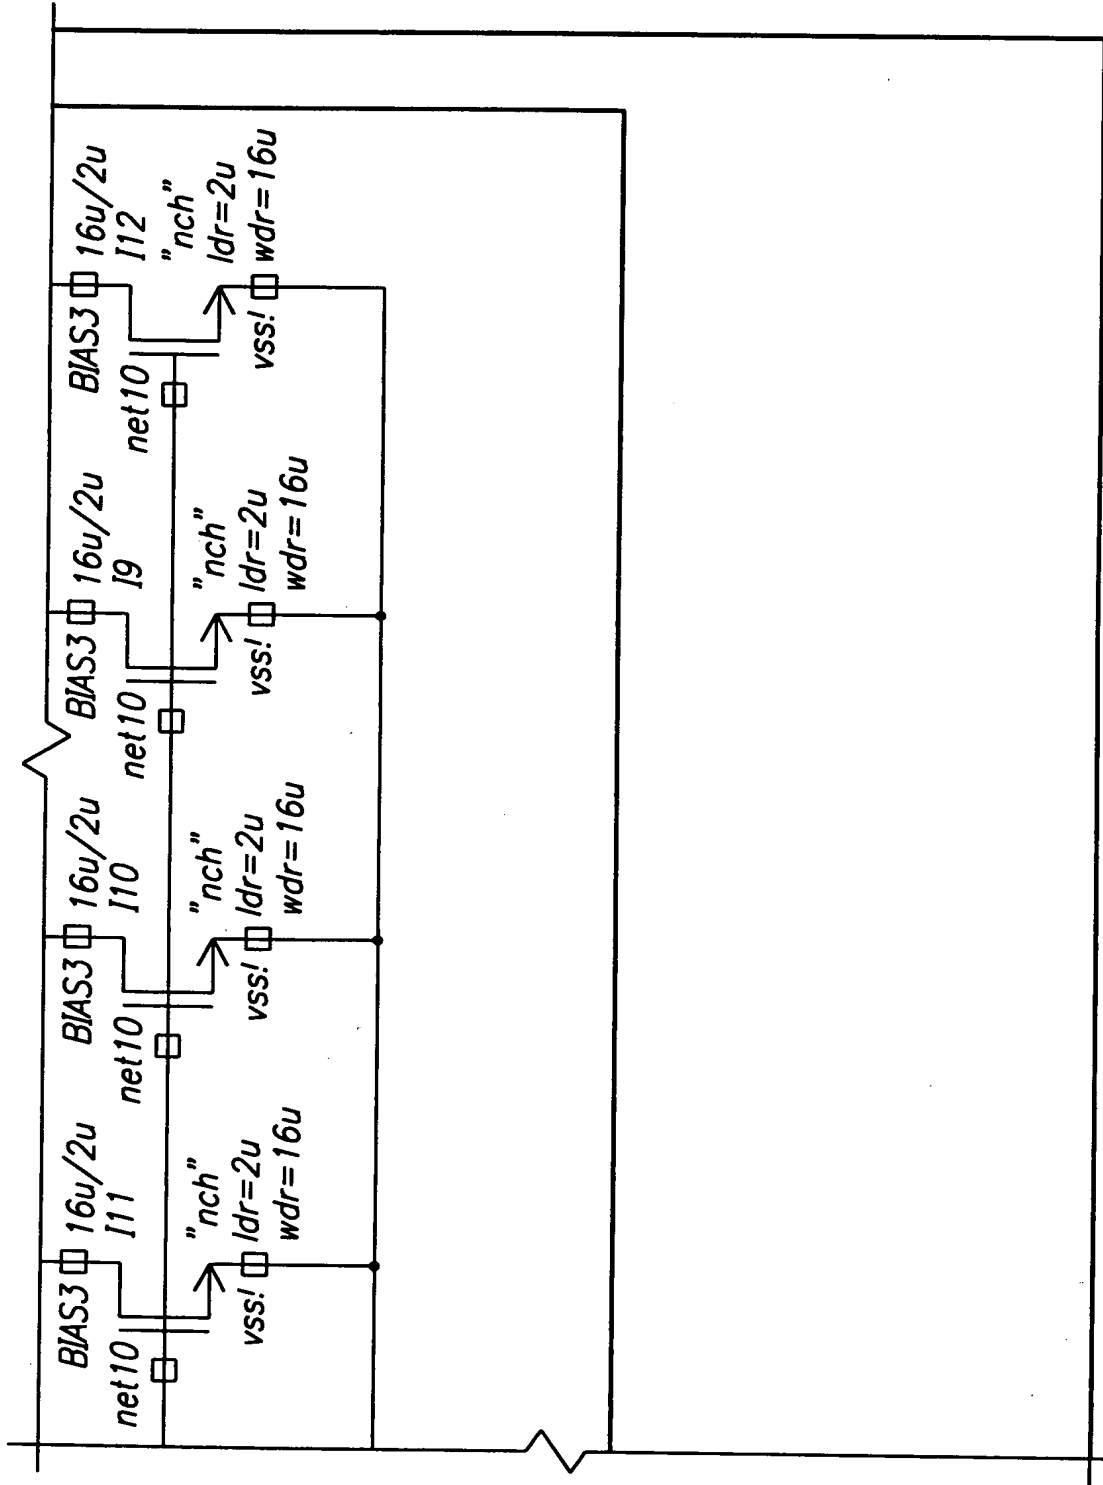 BIAS3
16u/2u
I11
net10
"nch"
ldr=2u
wdr=16u
vss!
BIAS3
16u/2u
I10
net10
"nch"
ldr=2u
wdr=16u
vss!
BIAS3
16u/2u
I9
net10
"nch"
ldr=2u
wdr=16u
vss!
BIAS3
16u/2u
I12
net10
"nch"
ldr=2u
wdr=16u
vss!